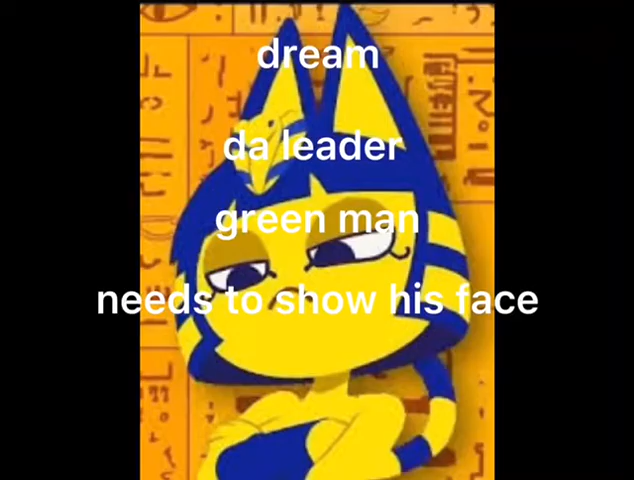 dream
da leader
green man
needs to show his face